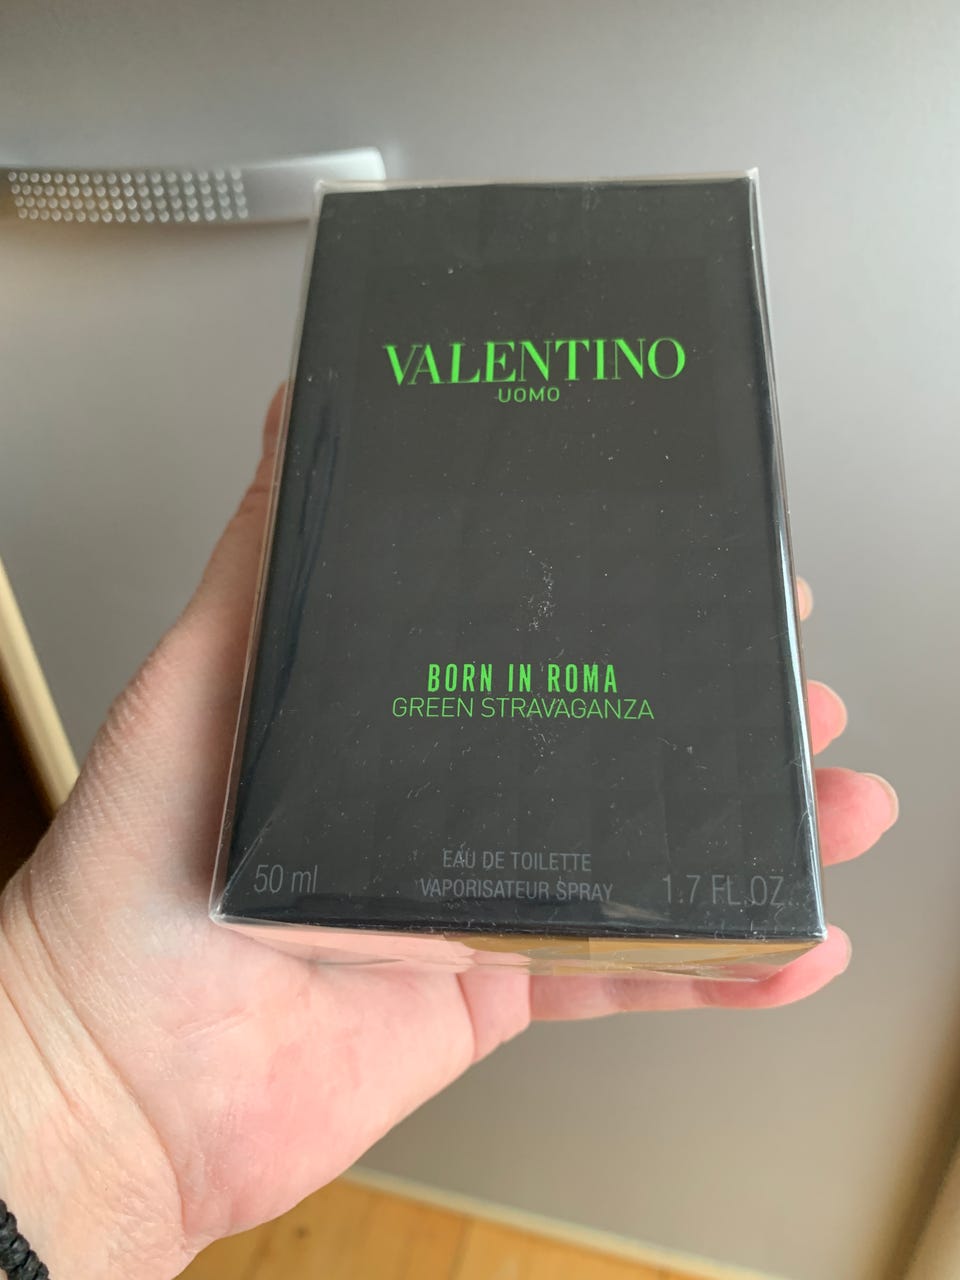 VALENTINO
UOMO
BORN IN ROMA
GREEN STRAVAGANZA
EAU DE TOILETTE
50 ml VAPORISATEUR SPRAY 1.7 FL.OZ.